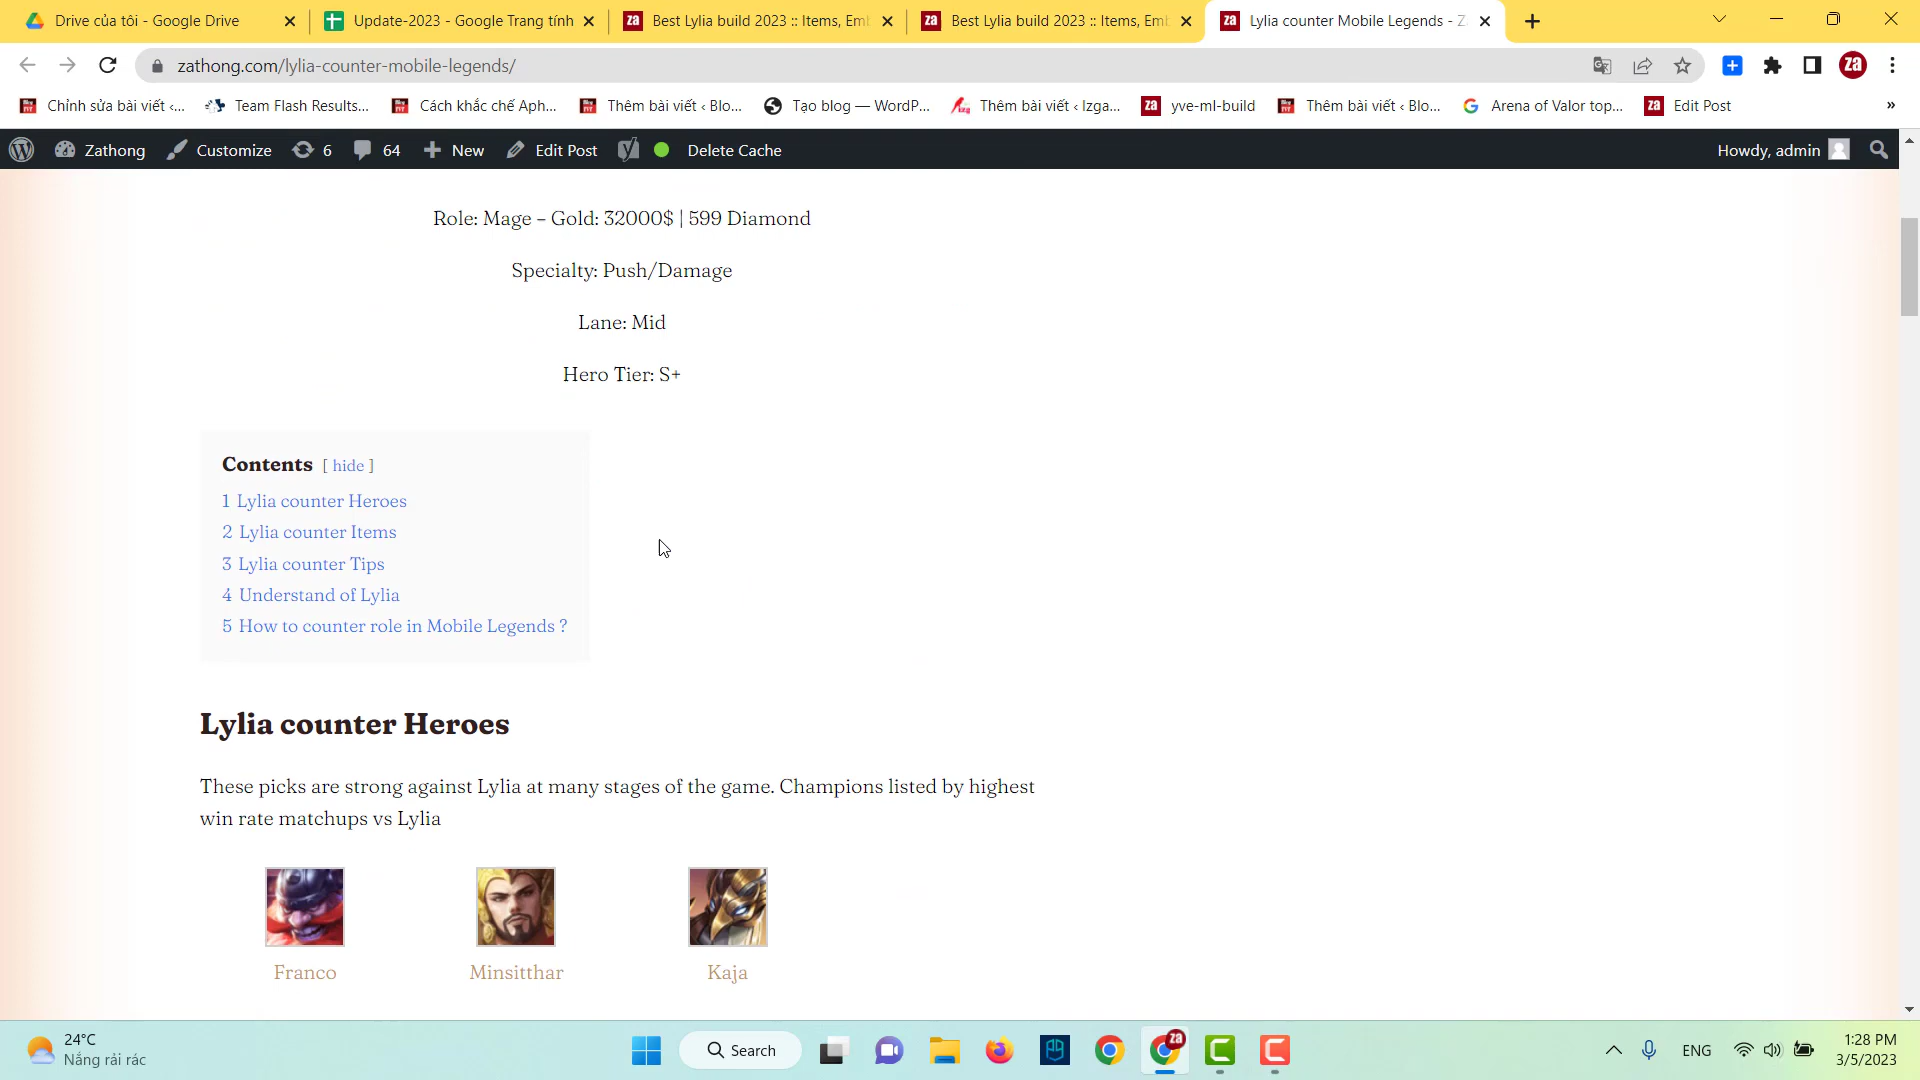 Drive của tôi - Google Drive
Update-2023 - Google Trang tính
Best Lylia build 2023 :: Items, Emb
Best Lylia build 2023 :: Items, Emb
Lylia counter Mobile Legends - Z
zathong.com/lylia-counter-mobile-legends/
Chỉnh sửa bài viết ‹...
Team Flash Results...
Cách khắc chế Aph...
Thêm bài viết ‹ Blo...
Tạo blog — WordP...
Thêm bài viết ‹ Izga...
yve-ml-build
Thêm bài viết ‹ Blo...
Arena of Valor top...
Edit Post
»
Zathong
Customize
6
64
New
Edit Post
Delete Cache
Howdy, admin
Role: Mage – Gold: 32000$ | 599 Diamond
Specialty: Push/Damage
Lane: Mid
Hero Tier: S+
Contents [ hide ]
1 Lylia counter Heroes
2 Lylia counter Items
3 Lylia counter Tips
4 Understand of Lylia
5 How to counter role in Mobile Legends ?
Lylia counter Heroes
These picks are strong against Lylia at many stages of the game. Champions listed by highest
win rate matchups vs Lylia
Franco
Minsitthar
Kaja
24°C
Nắng rải rác
Search
ENG
1:28 PM
3/5/2023